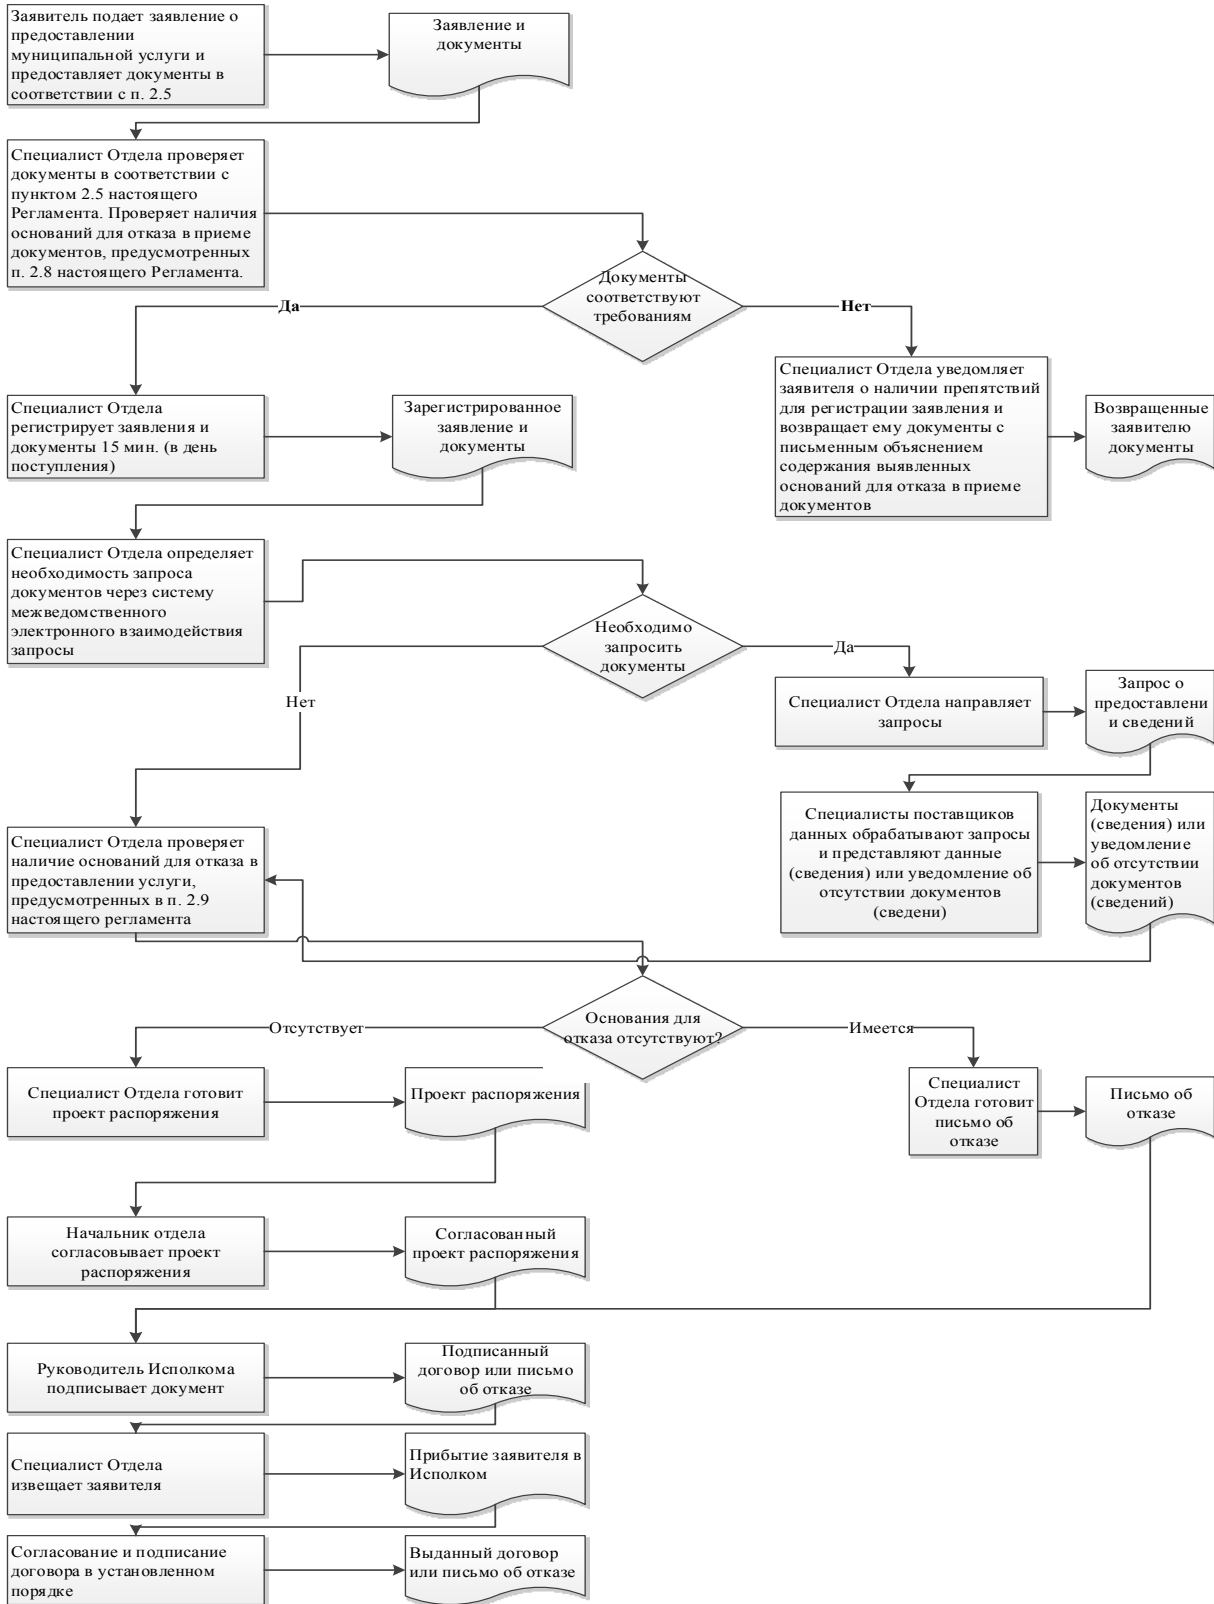 Заявитель подает заявление о
предоставлении
муниципальной услуги и
предоставляет документы в
соответствии с п. 2.5
Заявление и
документы
Специалист Отдела проверяет
документы в соответствии с
пунктом 2.5 настоящего
Регламента. Проверяет наличия
оснований для отказа в приеме
документов, предусмотренных
п. 2.8 настоящего Регламента.
Документы
соответствуют
требованиям
Да
Нет
Специалист Отдела
регистрирует заявления и
документы 15 мин. (в день
поступления)
Зарегистрированное
заявление и
документы
Специалист Отдела уведомляет
заявителя о наличии препятствий
для регистрации заявления и
возвращает ему документы с
письменным объяснением
содержания выявленных
оснований для отказа в приеме
документов
Возвращенные
заявителю
документы
Специалист Отдела определяет
необходимость запроса
документов через систему
межведомственного
электронного взаимодействия
запросы
Необходимо
запросить
документы
Да
Нет
Специалист Отдела направляет
запросы
Запрос о
предоставлени
и сведений
Специалисты поставщиков
данных обрабатывают запросы
и представляют данные
(сведения) или уведомление об
отсутствии документов
(сведени)
Документы
(сведения) или
уведомление
об отсутствии
документов
(сведений)
Специалист Отдела проверяет
наличие оснований для отказа в
предоставлении услуги,
предусмотренных в п. 2.9
настоящего регламента
Основания для
отказа отсутствуют?
Отсутствует
Имеется
Специалист Отдела готовит
проект распоряжения
Проект распоряжения
Специалист
Отдела готовит
письмо об
отказе
Письмо об
отказе
Начальник отдела
согласовывает проект
распоряжения
Согласованный
проект распоряжения
Руководитель Исполкома
подписывает документ
Подписанный
договор или письмо
об отказе
Специалист Отдела
извещает заявителя
Прибытие заявителя в
Исполком
Согласование и подписание
договора в установленном
порядке
Выданный договор
или письмо об отказе